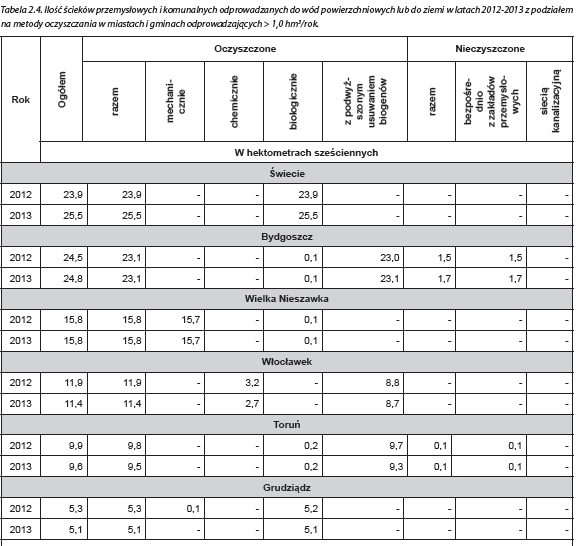 Tabela 2.4. Ilość ścieków przemysłowych i komunalnych odprowadzanych do wód powierzchniowych lub do ziemi w latach 2012-2013 z podziałem
na metody oczyszczania w miastach i gminach odprowadzających > 1,0 hm³/rok.
Rok Ogółem Oczyszczone Nieczyszczone
razem mechani-
cznie chemicznie biologicznie z podwyż-
szonym
usuwaniem
biogenów razem bezpośre-
dnio
z zakładów
przemysło-
wych siecią
kanalizacyjną
W hektometrach sześciennych
Świecie
2012 23,9 23,9 - - 23,9 - - - -
2013 25,5 25,5 - - 25,5 - - - -
Bydgoszcz
2012 24,5 23,1 - - 0,1 23,0 1,5 1,5 -
2013 24,8 23,1 - - 0,1 23,1 1,7 1,7 -
Wielka Nieszawka
2012 15,8 15,8 15,7 - 0,1 - - - -
2013 15,8 15,8 15,7 - 0,1 - - - -
Włocławek
2012 11,9 11,9 - 3,2 - 8,8 - - -
2013 11,4 11,4 - 2,7 - 8,7 - - -
Toruń
2012 9,9 9,8 - - 0,2 9,7 0,1 0,1 -
2013 9,6 9,5 - - 0,2 9,3 0,1 0,1 -
Grudziądz
2012 5,3 5,3 0,1 - 5,2 - - - -
2013 5,1 5,1 - - 5,1 - - - -